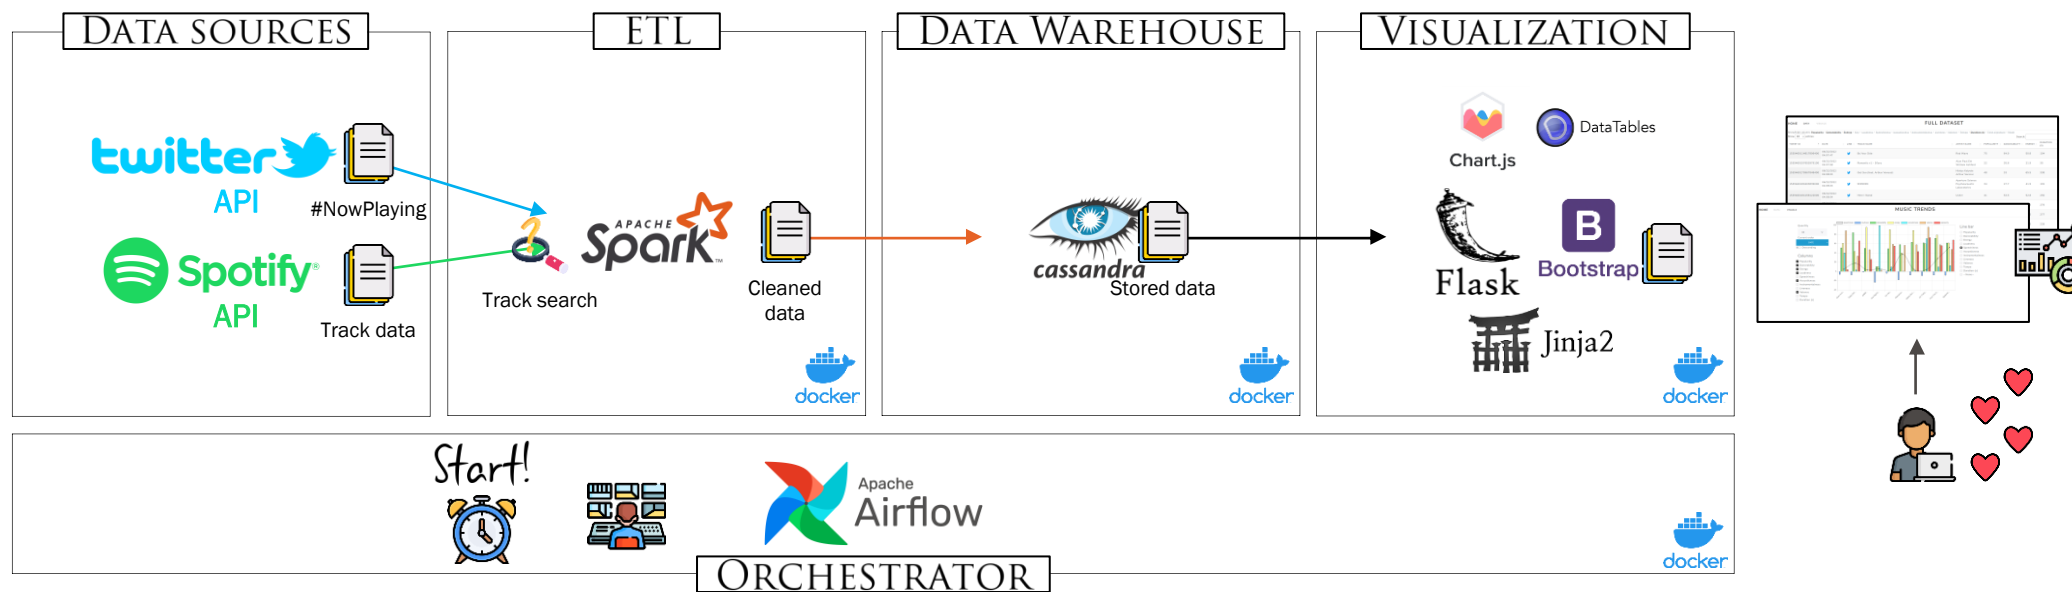 DATA SOURCES
twitter
API
#NowPlaying
Spotify®
API
Track data
ETL
Track search
APACHE
Spark™
Cleaned
data
docker
DATA WAREHOUSE
cassandra
Stored data
docker
VISUALIZATION
Chart.js
DataTables
Flask
B
Bootstrap
Jinja2
docker
FULL DATASET
MUSIC TRENDS
Start!
Apache
Airflow
docker
ORCHESTRATOR